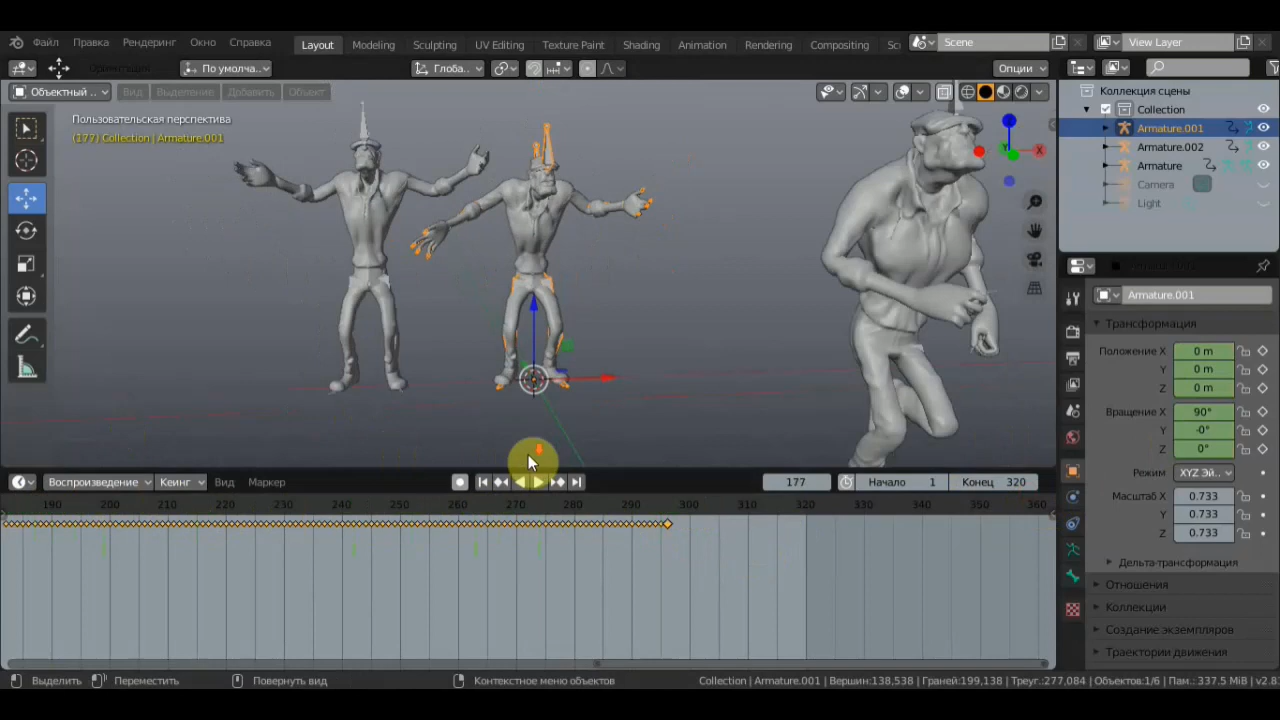 Файл Правка Рендеринг Окно Справка Layout Modeling Sculpting UV Editing Texture Paint Shading Animation Rendering Compositing Sc Scene View Layer
Ориентация По умолча.. Глоба.. Опции
Объектный .. Вид Выделение Добавить Объект
Коллекция сцены
Collection
Armature.001
Armature.002
Armature
Camera
Light
Пользовательская перспектива
(177) Collection | Armature.001
X
Y
Armature.001
Трансформация
Положение X 0 m
Y 0 m
Z 0 m
Вращение X 90°
Y -0°
Z 0°
Режим XYZ Эй..
Масштаб X 0.733
Y 0.733
Z 0.733
Дельта-трансформация
Отношения
Коллекции
Создание экземпляров
Траектории движения
Воспроизведение Кеинг Вид Маркер 177 Начало 1 Конец 320
190 200 210 220 230 240 250 260 270 280 290 300 310 320 330 340 350 360
Выделить Переместить Повернуть вид Контекстное меню объектов Collection | Armature.001 | Вершин:138,538 | Граней:199,138 | Треуг.:277,084 | Объектов:1/6 | Пам.: 337.5 MiB | v2.8